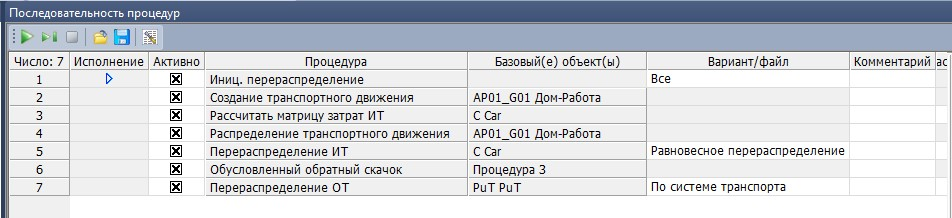 Последовательность процедур
Число: 7 Исполнение Активно Процедура Базовый(е) объект(ы) Вариант/файл Комментарий ас
1 Иниц. перераспределение Все
2 Создание транспортного движения AP01_G01 Дом-Работа
3 Рассчитать матрицу затрат ИТ C Car
4 Распределение транспортного движения AP01_G01 Дом-Работа
5 Перераспределение ИТ C Car Равновесное перераспределение
6 Обусловленный обратный скачок Процедура 3
7 Перераспределение ОТ PuT PuT По системе транспорта